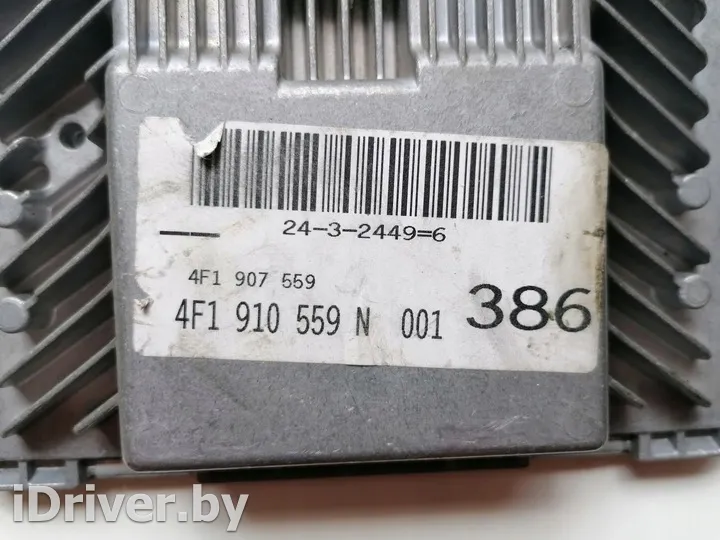 24-3-2449=6
4F1 907 559
4F1 910 559 N 001 386
iDriver.by